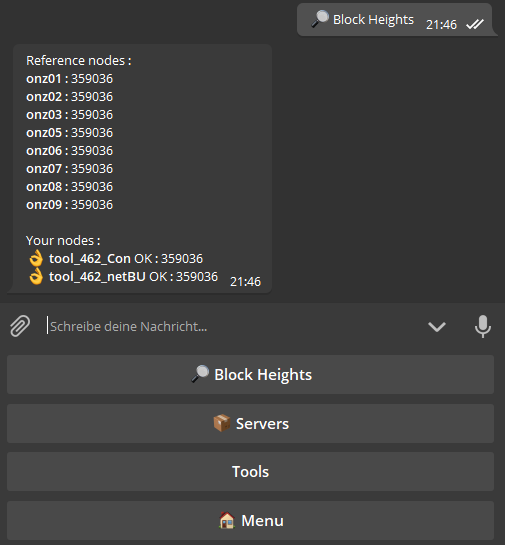 🔎 Block Heights 21:46
Reference nodes :
onz01 : 359036
onz02 : 359036
onz03 : 359036
onz05 : 359036
onz06 : 359036
onz07 : 359036
onz08 : 359036
onz09 : 359036
Your nodes :
👌 tool_462_Con OK : 359036
👌 tool_462_netBU OK : 359036 21:46
Schreibe deine Nachricht...
🔎 Block Heights
📦 Servers
Tools
🏠 Menu